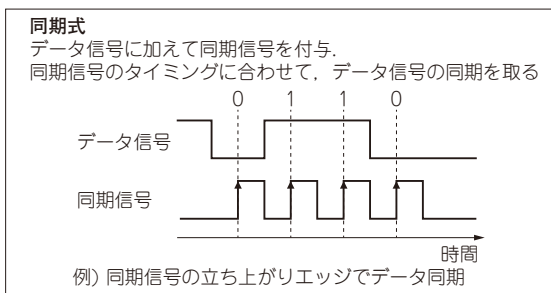 同期式
データ信号に加えて同期信号を付与.
同期信号のタイミングに合わせて，データ信号の同期を取る
0 1 1 0
データ信号
同期信号
時間
例）同期信号の立ち上がりエッジでデータ同期